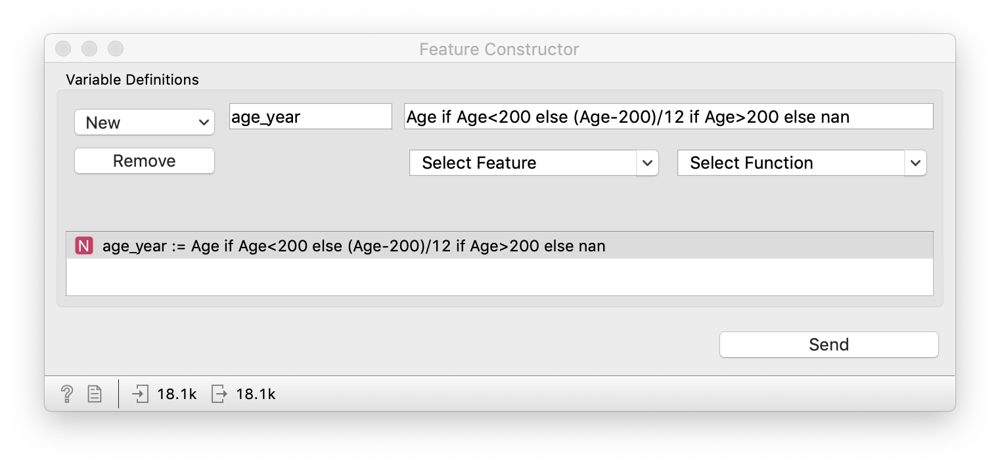 Feature Constructor
Variable Definitions
New age_year Age if Age<200 else (Age-200)/12 if Age>200 else nan
Remove Select Feature Select Function
N age_year := Age if Age<200 else (Age-200)/12 if Age>200 else nan
Send
? 18.1k 18.1k